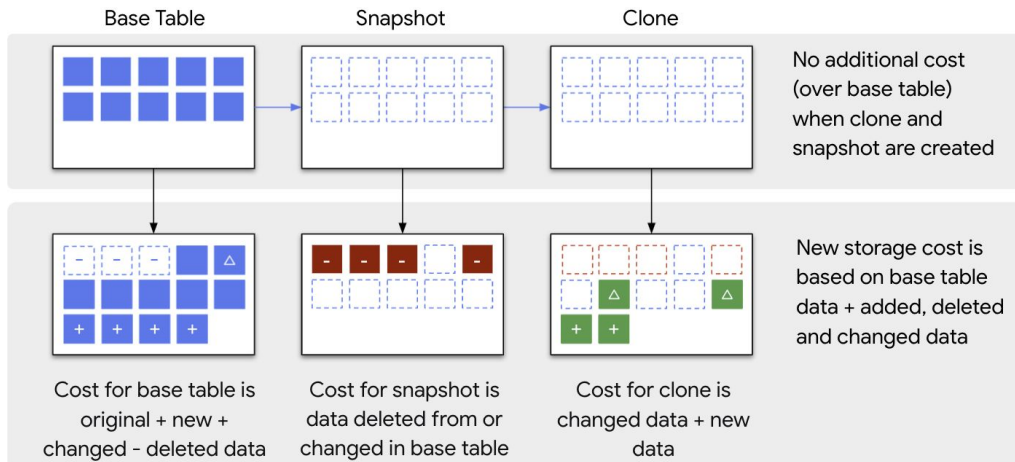 Base Table
Snapshot
Clone
No additional cost
(over base table)
when clone and
snapshot are created
- - - △
+ + + +
- - - -
△ △
+ +
New storage cost is
based on base table
data + added, deleted
and changed data
Cost for base table is
original + new +
changed - deleted data
Cost for snapshot is
data deleted from or
changed in base table
Cost for clone is
changed data + new
data